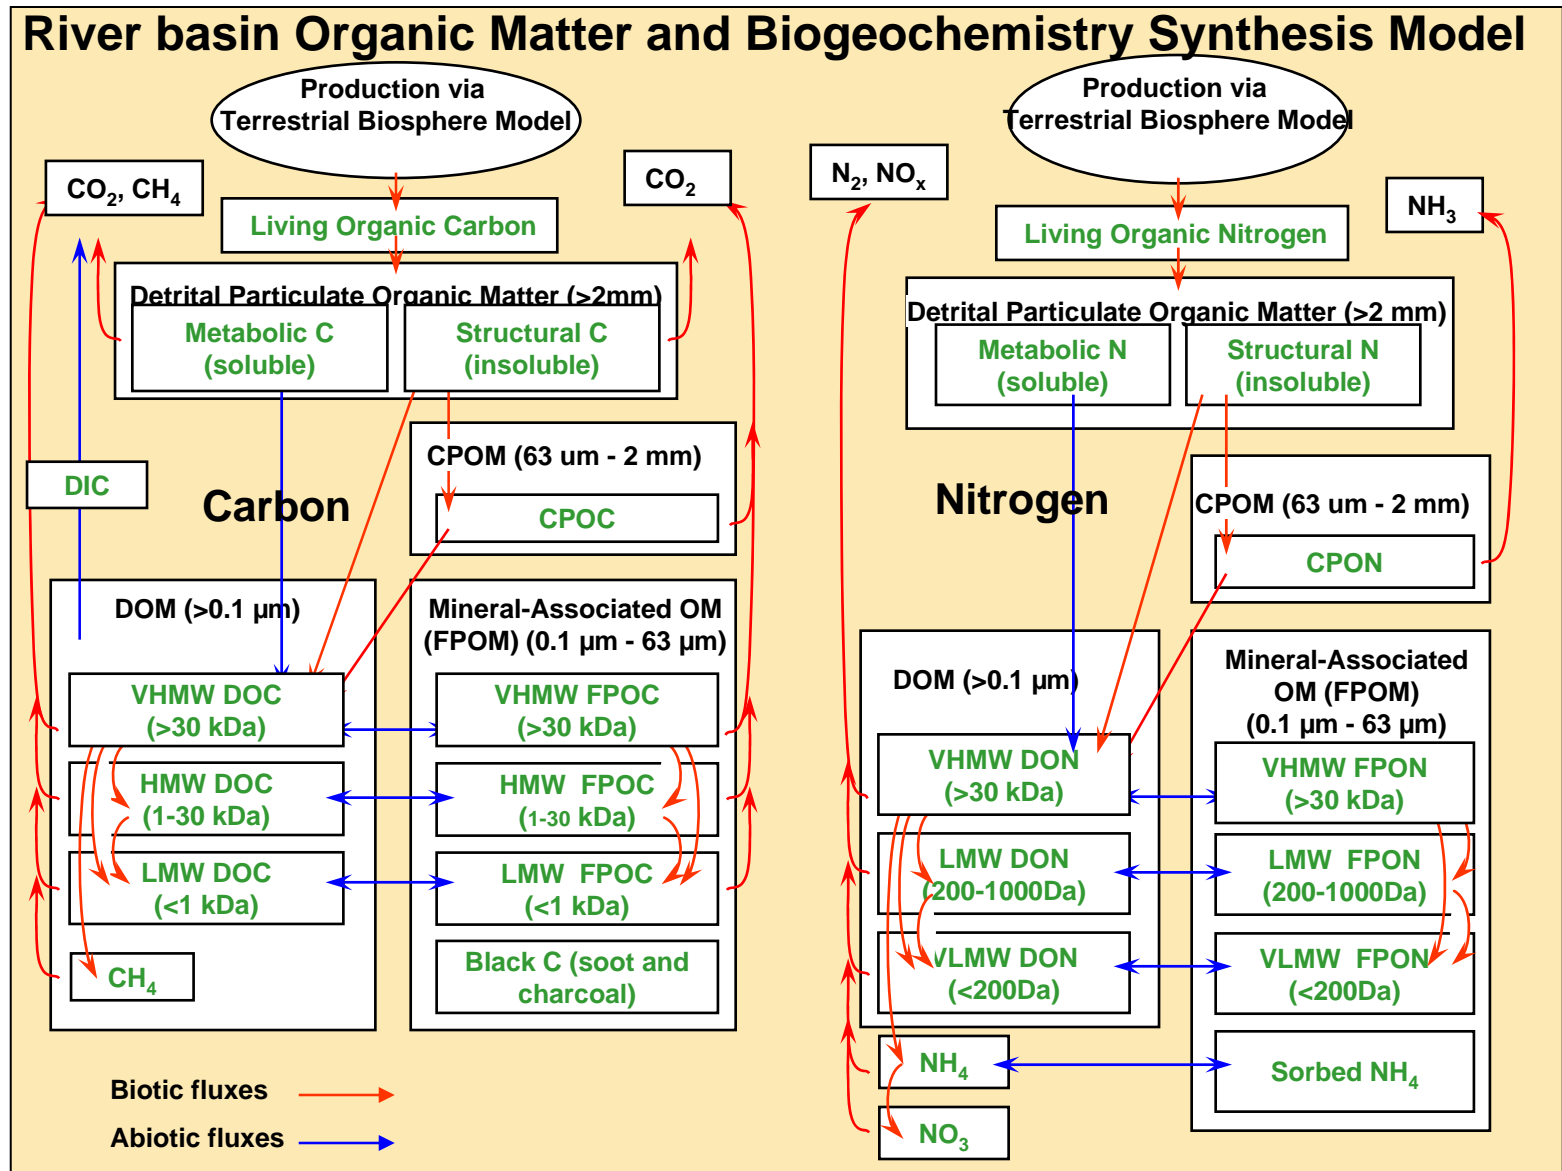 River basin Organic Matter and Biogeochemistry Synthesis Model
Production via
Terrestrial Biosphere Model
CO2, CH4
CO2
Living Organic Carbon
Detrital Particulate Organic Matter (>2mm)
Metabolic C
(soluble)
Structural C
(insoluble)
DIC
Carbon
CPOM (63 um - 2 mm)
CPOC
DOM (>0.1 µm)
VHMW DOC
(>30 kDa)
HMW DOC
(1-30 kDa)
LMW DOC
(<1 kDa)
CH4
Mineral-Associated OM
(FPOM) (0.1 µm - 63 µm)
VHMW FPOC
(>30 kDa)
HMW FPOC
(1-30 kDa)
LMW FPOC
(<1 kDa)
Black C (soot and
charcoal)
Biotic fluxes
Abiotic fluxes
Production via
Terrestrial Biosphere Model
N2, NOx
NH3
Living Organic Nitrogen
Detrital Particulate Organic Matter (>2 mm)
Metabolic N
(soluble)
Structural N
(insoluble)
Nitrogen
CPOM (63 um - 2 mm)
CPON
DOM (>0.1 µm)
VHMW DON
(>30 kDa)
LMW DON
(200-1000Da)
VLMW DON
(<200Da)
NH4
NO3
Mineral-Associated
OM (FPOM)
(0.1 µm - 63 µm)
VHMW FPON
(>30 kDa)
LMW FPON
(200-1000Da)
VLMW FPON
(<200Da)
Sorbed NH4